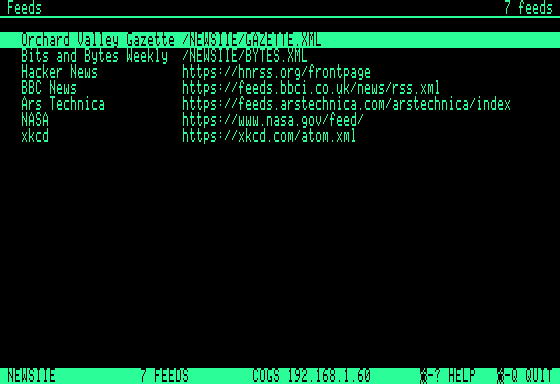 Feeds 7 feeds
Orchard Valley Gazette /NEWSIIE/GAZETTE.XML
Bits and Bytes Weekly /NEWSIIE/BYTES.XML
Hacker News https://hnrss.org/frontpage
BBC News https://feeds.bbci.co.uk/news/rss.xml
Ars Technica https://feeds.arstechnica.com/arstechnica/index
NASA https://www.nasa.gov/feed/
xkcd https://xkcd.com/atom.xml
NEWSIIE 7 FEEDS COGS 192.168.1.60 ⌘-? HELP ⌘-Q QUIT